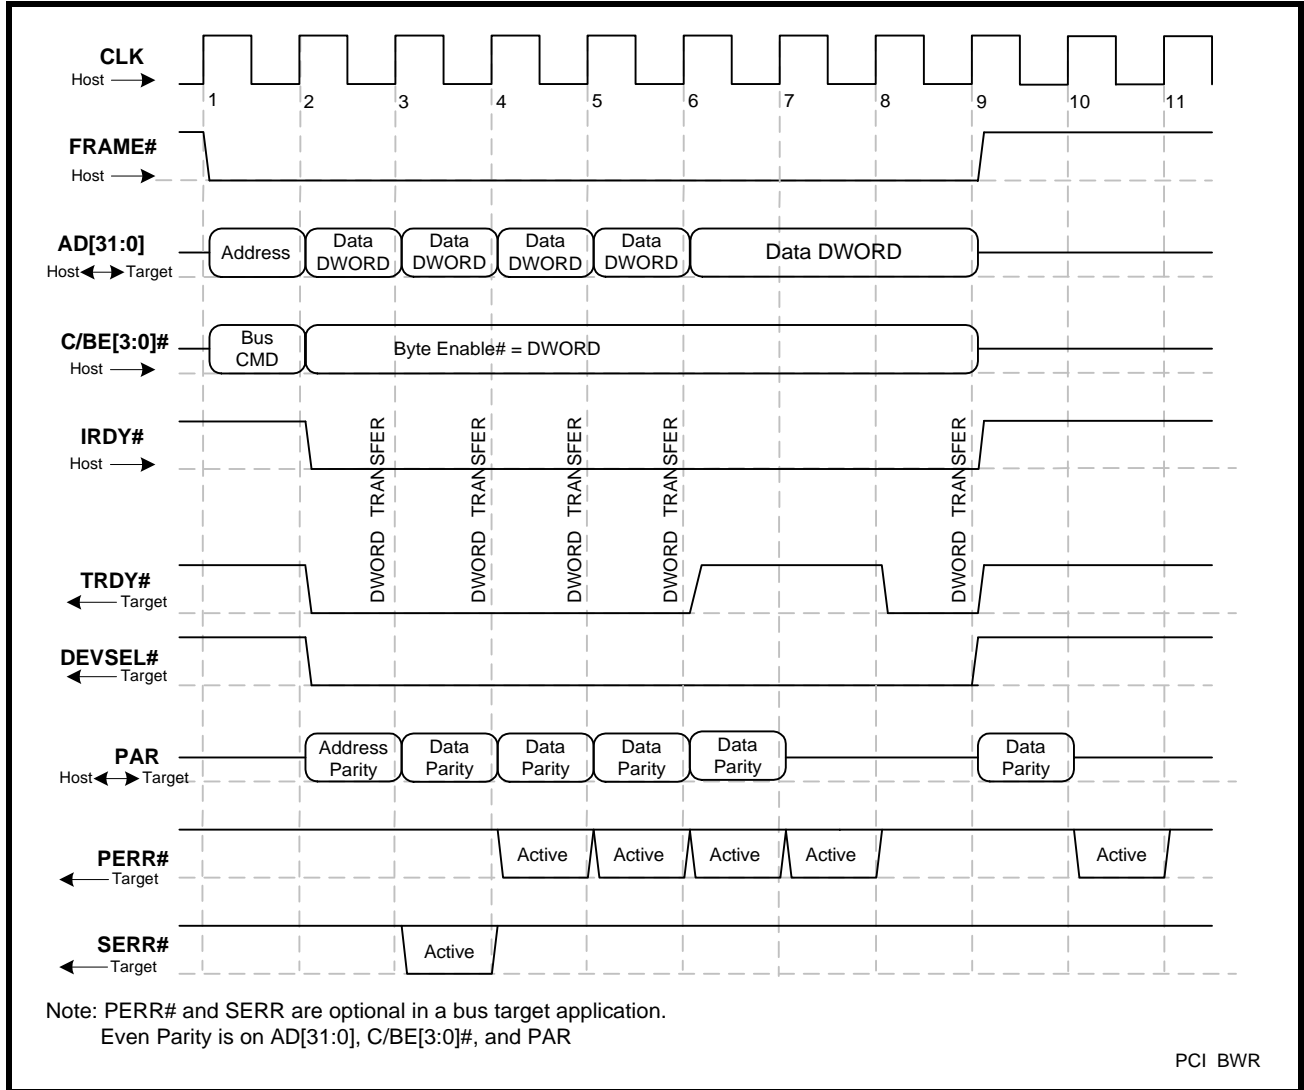 CLK
Host
1 2 3 4 5 6 7 8 9 10 11
FRAME#
Host
AD[31:0]
Host Target
Address
Data
DWORD
Data
DWORD
Data
DWORD
Data
DWORD
Data DWORD
C/BE[3:0]#
Host
Bus
CMD
Byte Enable# = DWORD
IRDY#
Host
DWORD TRANSFER
DWORD TRANSFER
DWORD TRANSFER
DWORD TRANSFER
DWORD TRANSFER
TRDY#
Target
DEVSEL#
Target
PAR
Host Target
Address
Parity
Data
Parity
Data
Parity
Data
Parity
Data
Parity
Data
Parity
PERR#
Target
Active
Active
Active
Active
Active
SERR#
Target
Active
Note: PERR# and SERR are optional in a bus target application.
Even Parity is on AD[31:0], C/BE[3:0]#, and PAR
PCI BWR